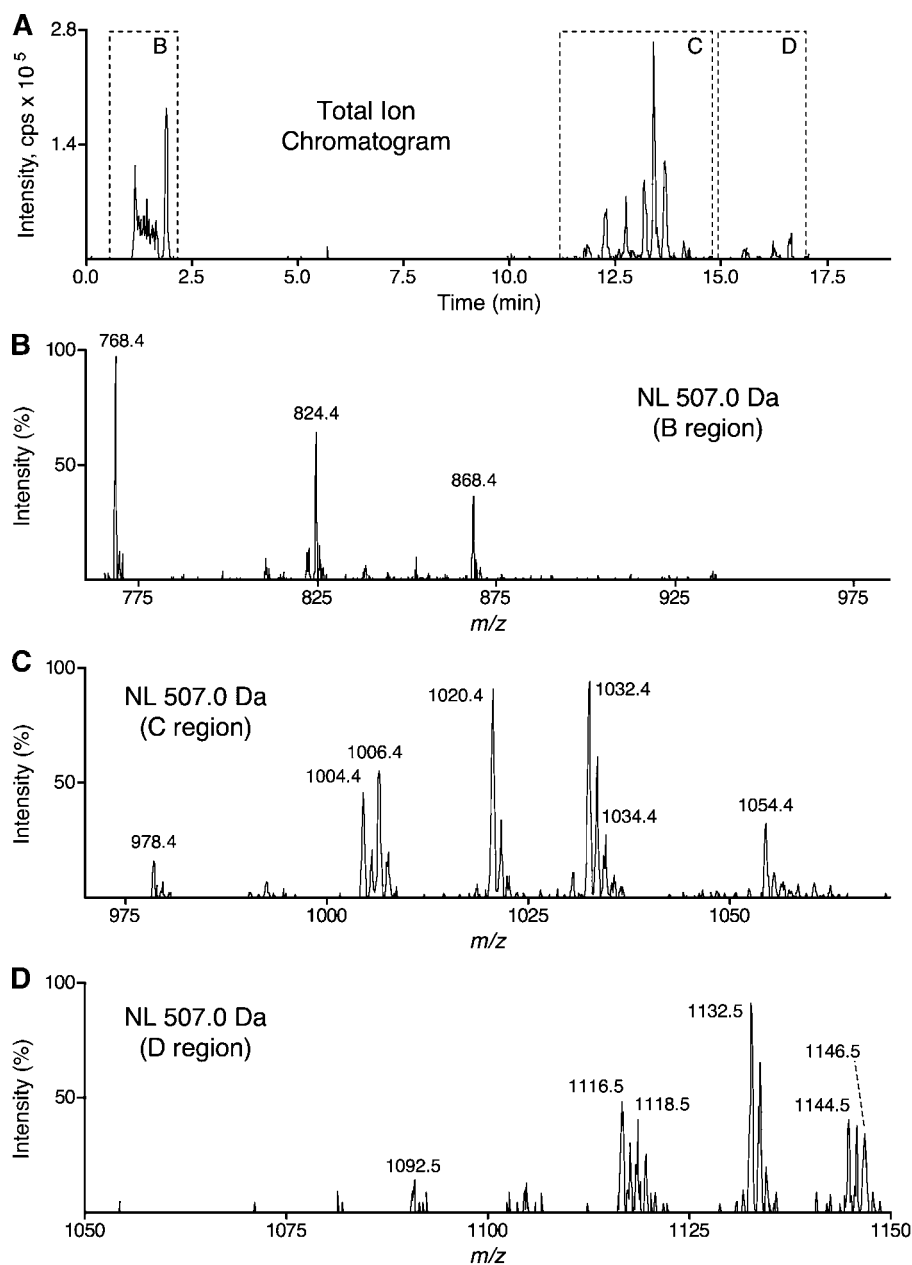 A
2.8
B
C
D
Total Ion
Chromatogram
1.4
Intensity, cps x 10 5
0.1
2.5
5.0
7.5
10.0
12.5
15.0
17.5
Time (min)
B
100
768.4
NL 507.0 Da
(B region)
824.4
50
868.4
Intensity (%)
775
825
875
925
975
m/z
C
100
NL 507.0 Da
(C region)
1020.4
1032.4
1006.4
1004.4
50
1034.4
1054.4
978.4
Intensity (%)
975
1000
1025
1050
m/z
D
100
NL 507.0 Da
(D region)
1132.5
1146.5
1116.5
1118.5
1144.5
50
1092.5
Intensity (%)
1050
1075
1100
1125
1150
m/z